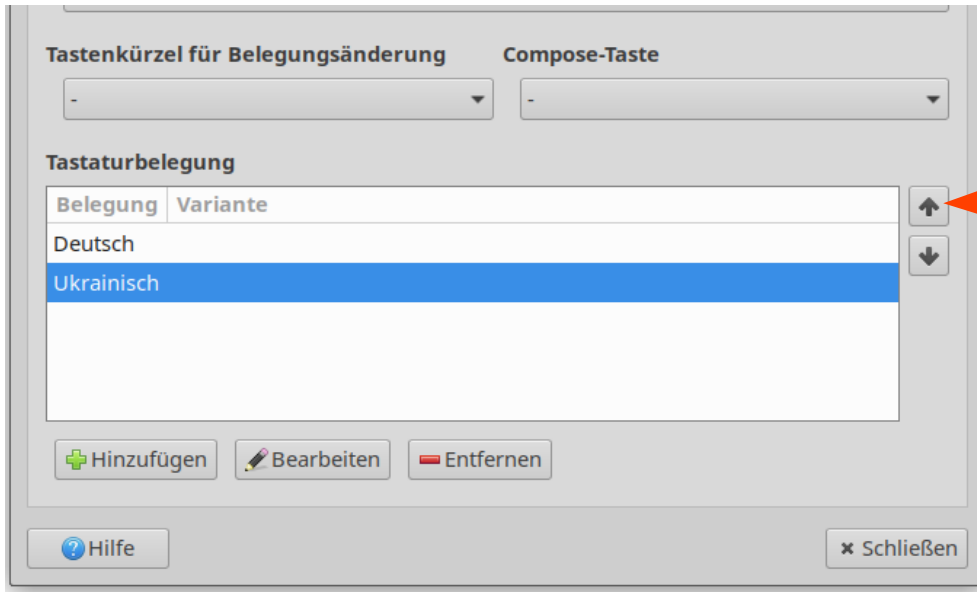 Tastenkürzel für Belegungsänderung Compose-Taste
- -
Tastaturbelegung
Belegung Variante
Deutsch
Ukrainisch
Hinzufügen Bearbeiten Entfernen
Hilfe Schließen